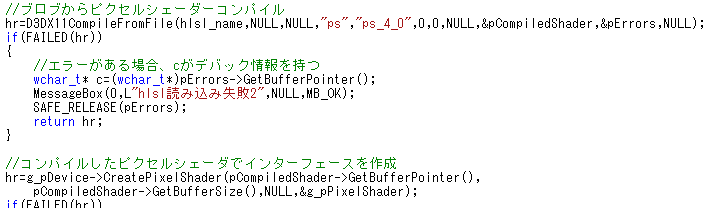 //ブロブからピクセルシェーダーコンパイル
hr=D3DX11CompileFromFile(hlsl_name,NULL,NULL,"ps","ps_4_0",0,0,NULL,&pCompiledShader,&pErrors,NULL);
if(FAILED(hr))
{
//エラーがある場合、cがデバック情報を持つ
wchar_t* c=(wchar_t*)pErrors->GetBufferPointer();
MessageBox(0,L"hlsl読み込み失敗2",NULL,MB_OK);
SAFE_RELEASE(pErrors);
return hr;
}
//コンパイルしたピクセルシェーダでインターフェースを作成
hr=g_pDevice->CreatePixelShader(pCompiledShader->GetBufferPointer(),
pCompiledShader->GetBufferSize(),NULL,&g_pPixelShader);
if(FAILED(hr))